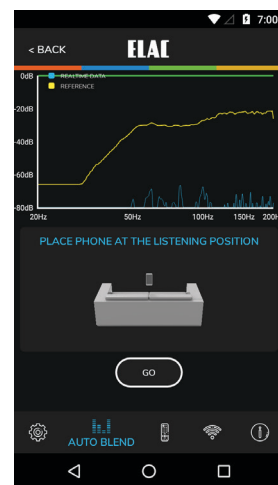 7:00
< BACK
ELAC
0dB
REALTIME DATA
REFERENCE
-20dB
-40dB
-60dB
-80dB
20Hz 50Hz 100Hz 150Hz 200H
PLACE PHONE AT THE LISTENING POSITION
GO
AUTO BLEND